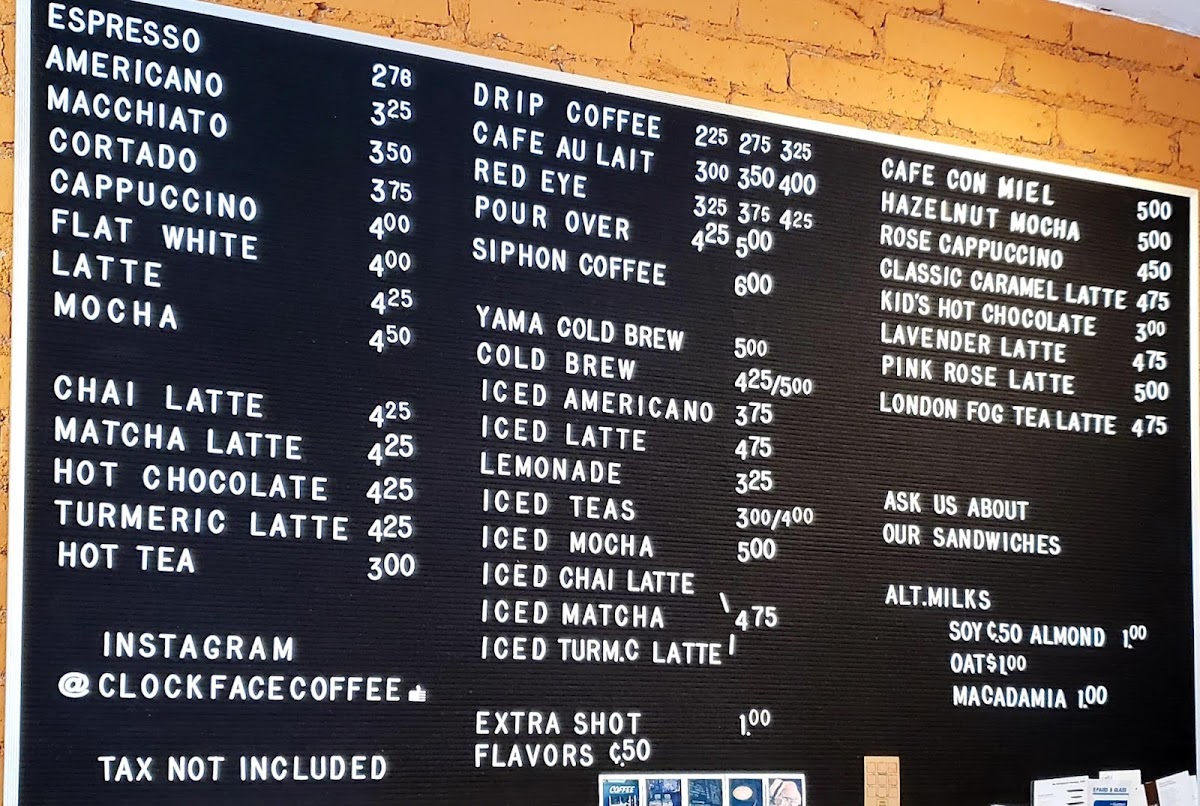 ESPRESSO 276
AMERICANO 325
MACCHIATO 350
CORTADO 375
CAPPUCCINO 400
FLAT WHITE 400
LATTE 425
MOCHA 450
CHAI LATTE 425
MATCHA LATTE 425
HOT CHOCOLATE 425
TURMERIC LATTE 425
HOT TEA 300
INSTAGRAM
@CLOCKFACECOFFEE
TAX NOT INCLUDED
DRIP COFFEE 225 275 325
CAFE AU LAIT 300 350 400
RED EYE 325 376 425
POUR OVER 425 500
SIPHON COFFEE 600
YAMA COLD BREW 500
COLD BREW 425/500
ICED AMERICANO 375
ICED LATTE 475
LEMONADE 325
ICED TEAS 300/400
ICED MOCHA 500
ICED CHAI LATTE \
ICED MATCHA 475
ICED TURM.C LATTE /
EXTRA SHOT 1.00
FLAVORS ¢.50
COFFEE
CAFE CON MIEL 500
HAZELNUT MOCHA 500
ROSE CAPPUCCINO 450
CLASSIC CARAMEL LATTE 475
KID'S HOT CHOCOLATE 300
LAVENDER LATTE 475
PINK ROSE LATTE 500
LONDON FOG TEA LATTE 475
ASK US ABOUT
OUR SANDWICHES
ALT.MILKS
SOY ¢.50 ALMOND 1.00
OAT$1.00
MACADAMIA 1.00